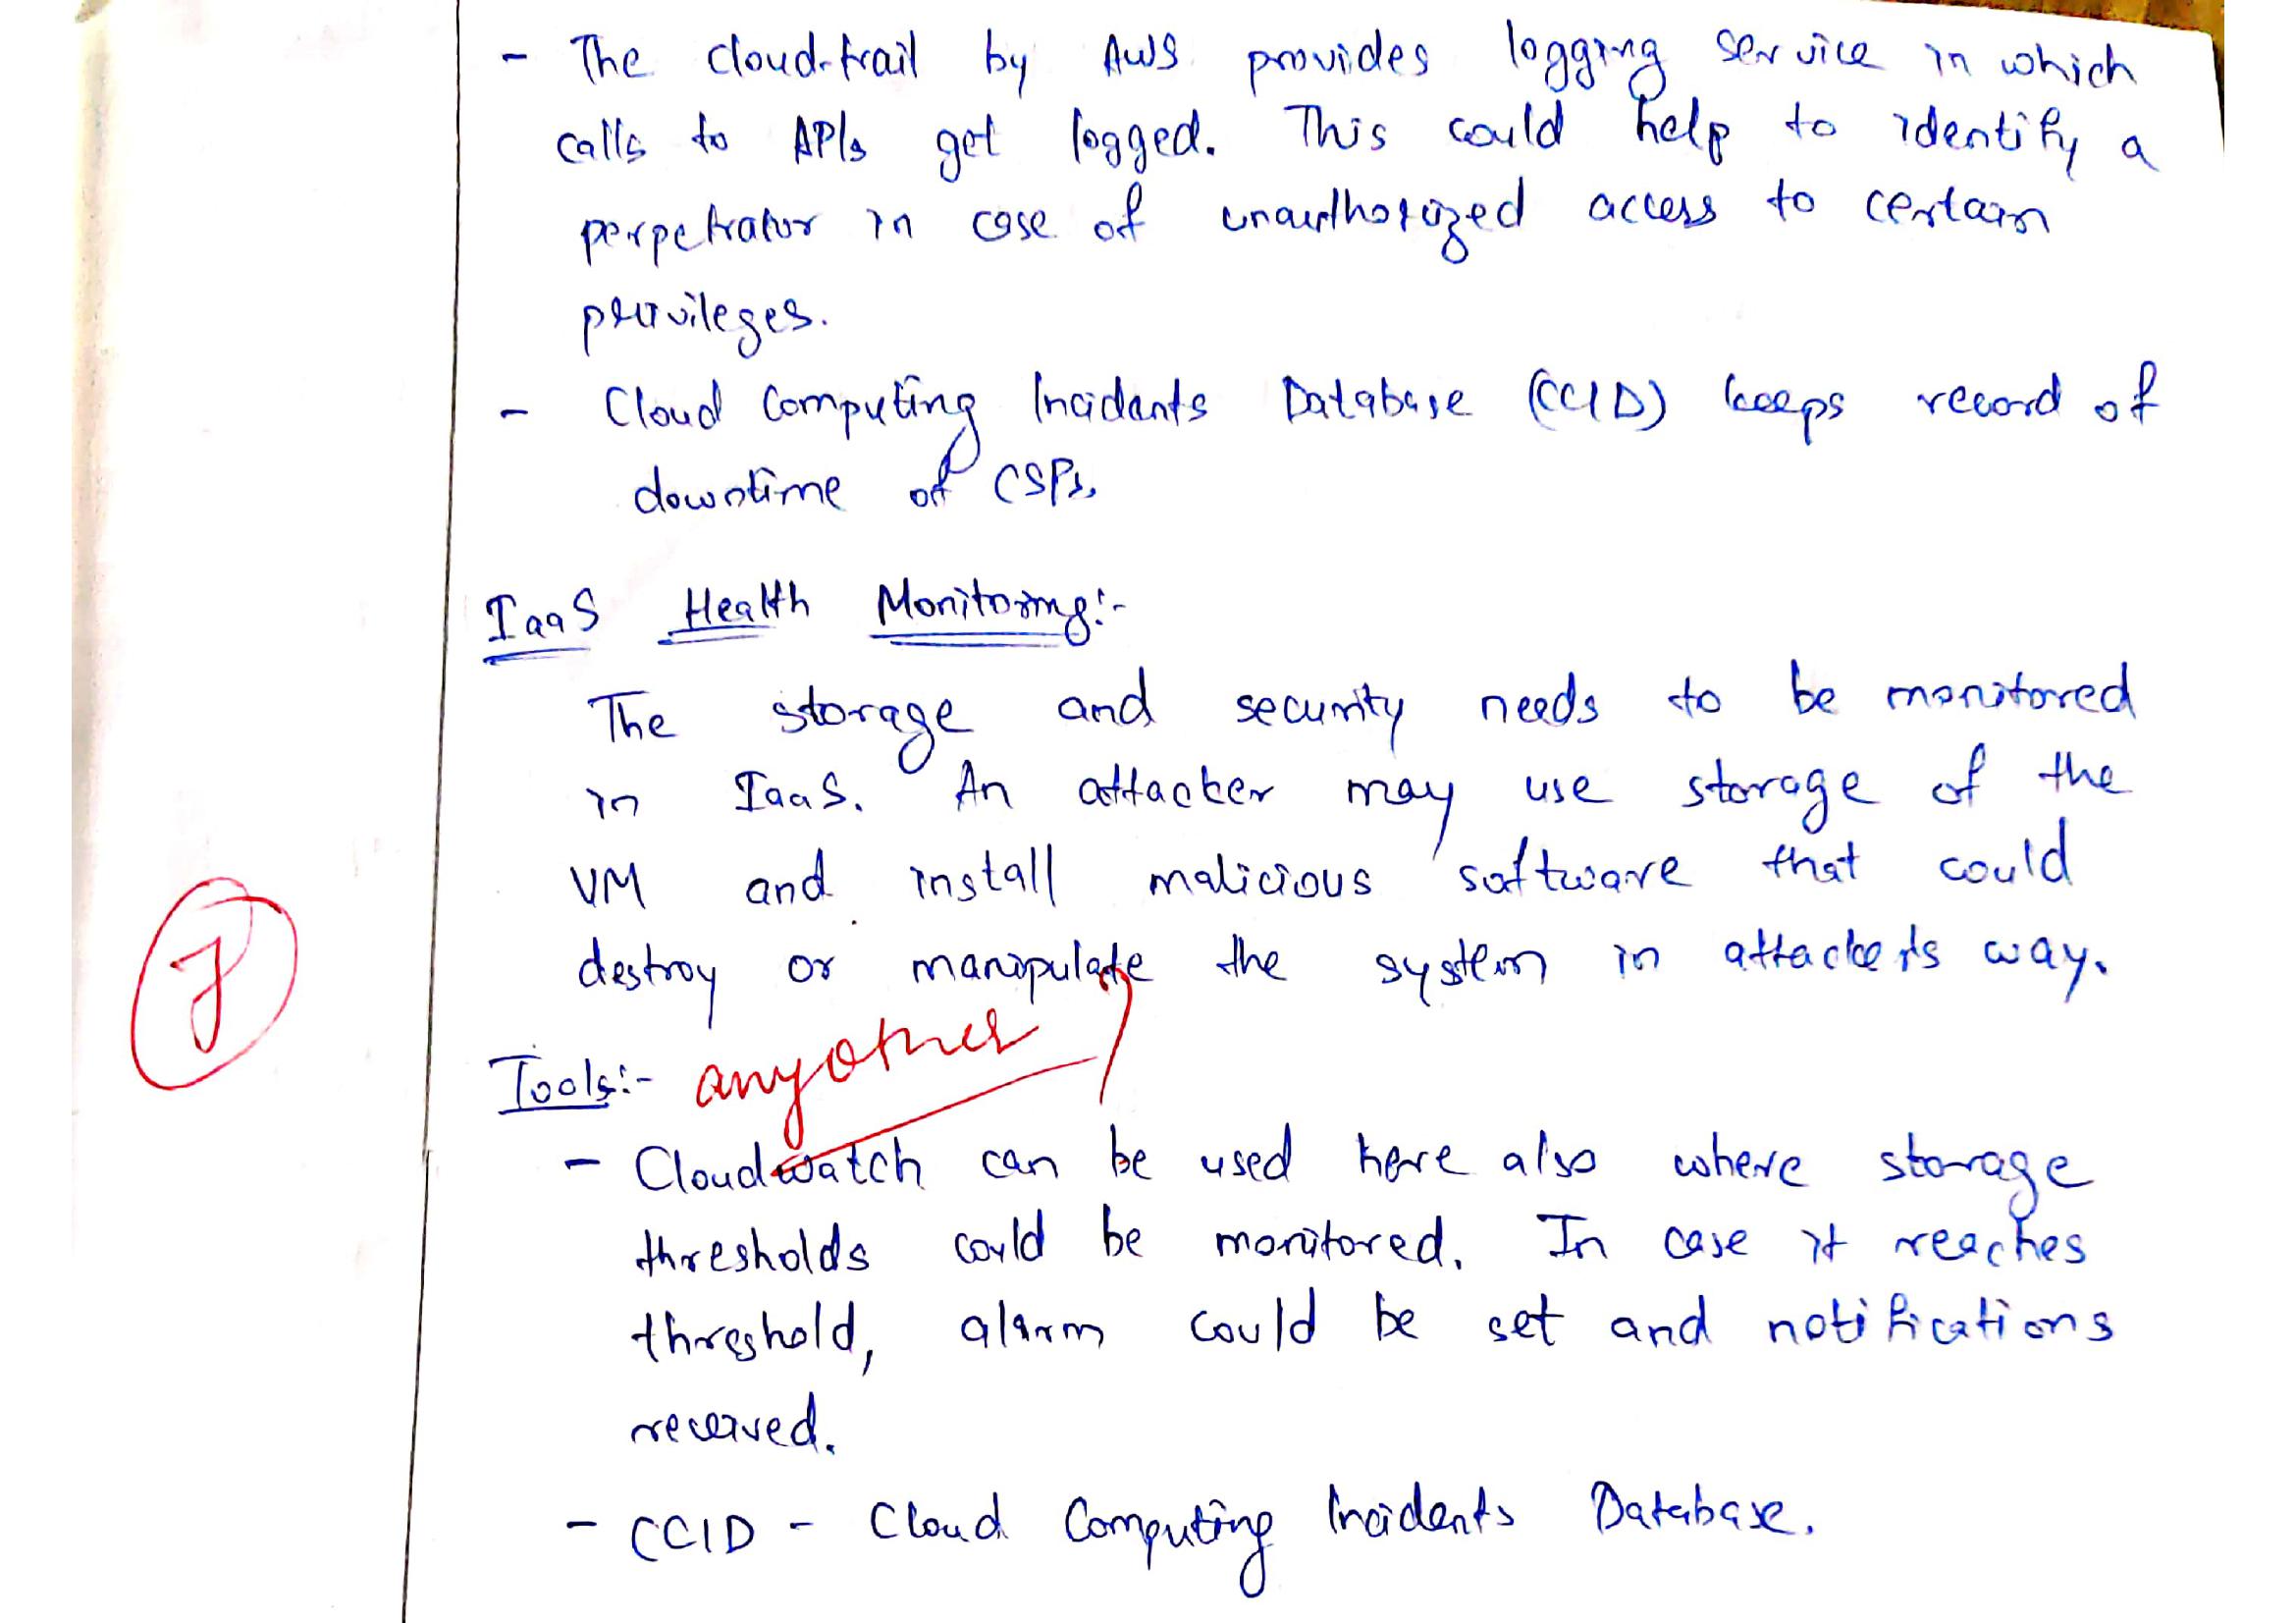 - The cloud-trail by AWS provides logging service in which
calls to APIs get logged. This could help to identify a
perpetrator in case of unauthorized access to certain
privileges.
- Cloud Computing Incidents Database (CCID) keeps record of
downtime of CSPs.
IaaS Health Monitoring:-
The storage and security needs to be monitored
in IaaS. An attacker may use storage of the
VM and install malicious software that could
destroy or manipulate the system in attackers way.
Tools:- any other
- Cloudwatch can be used here also where storage
thresholds could be monitored. In case it reaches
threshold, alarm could be set and notifications
received.
- CCID - Cloud Computing Incidents Database.